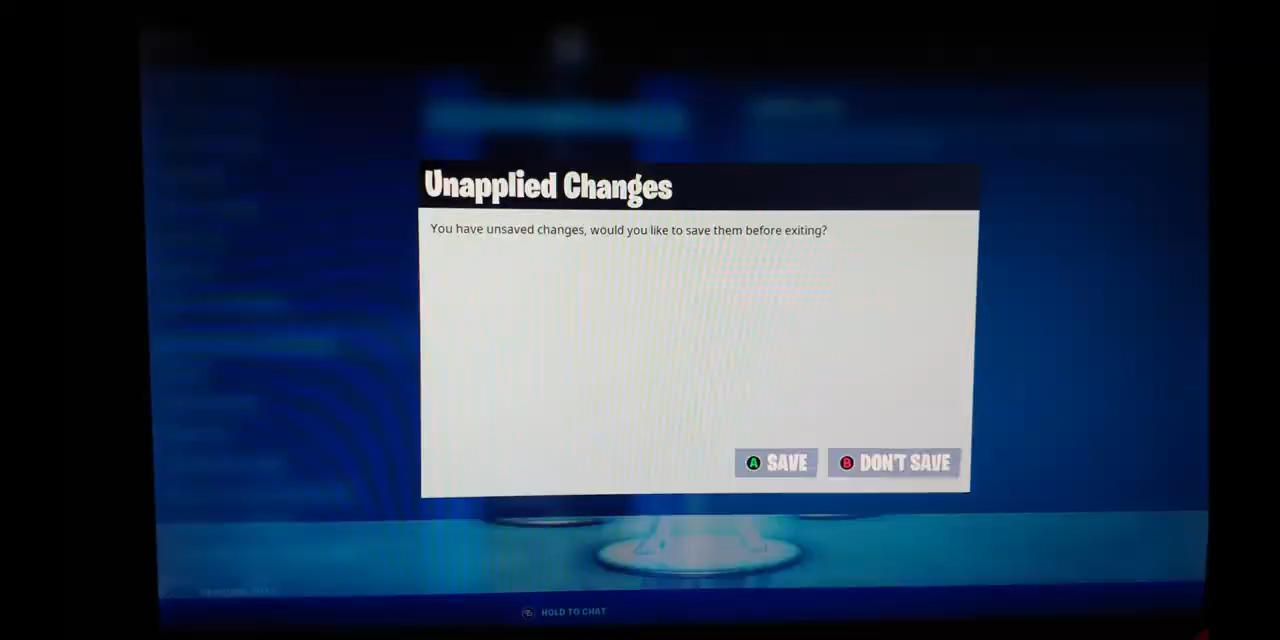 Unapplied Changes
You have unsaved changes, would you like to save them before exiting?
A SAVE
B DON'T SAVE
HOLD TO CHAT